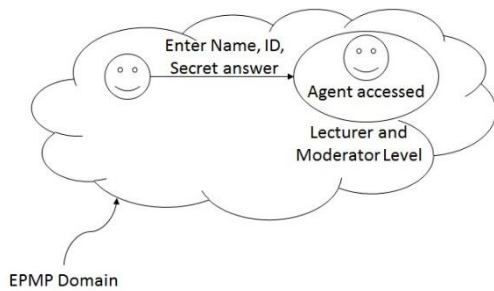 Enter Name, ID,
Secret answer
Agent accessed
Lecturer and
Moderator Level
EPMP Domain